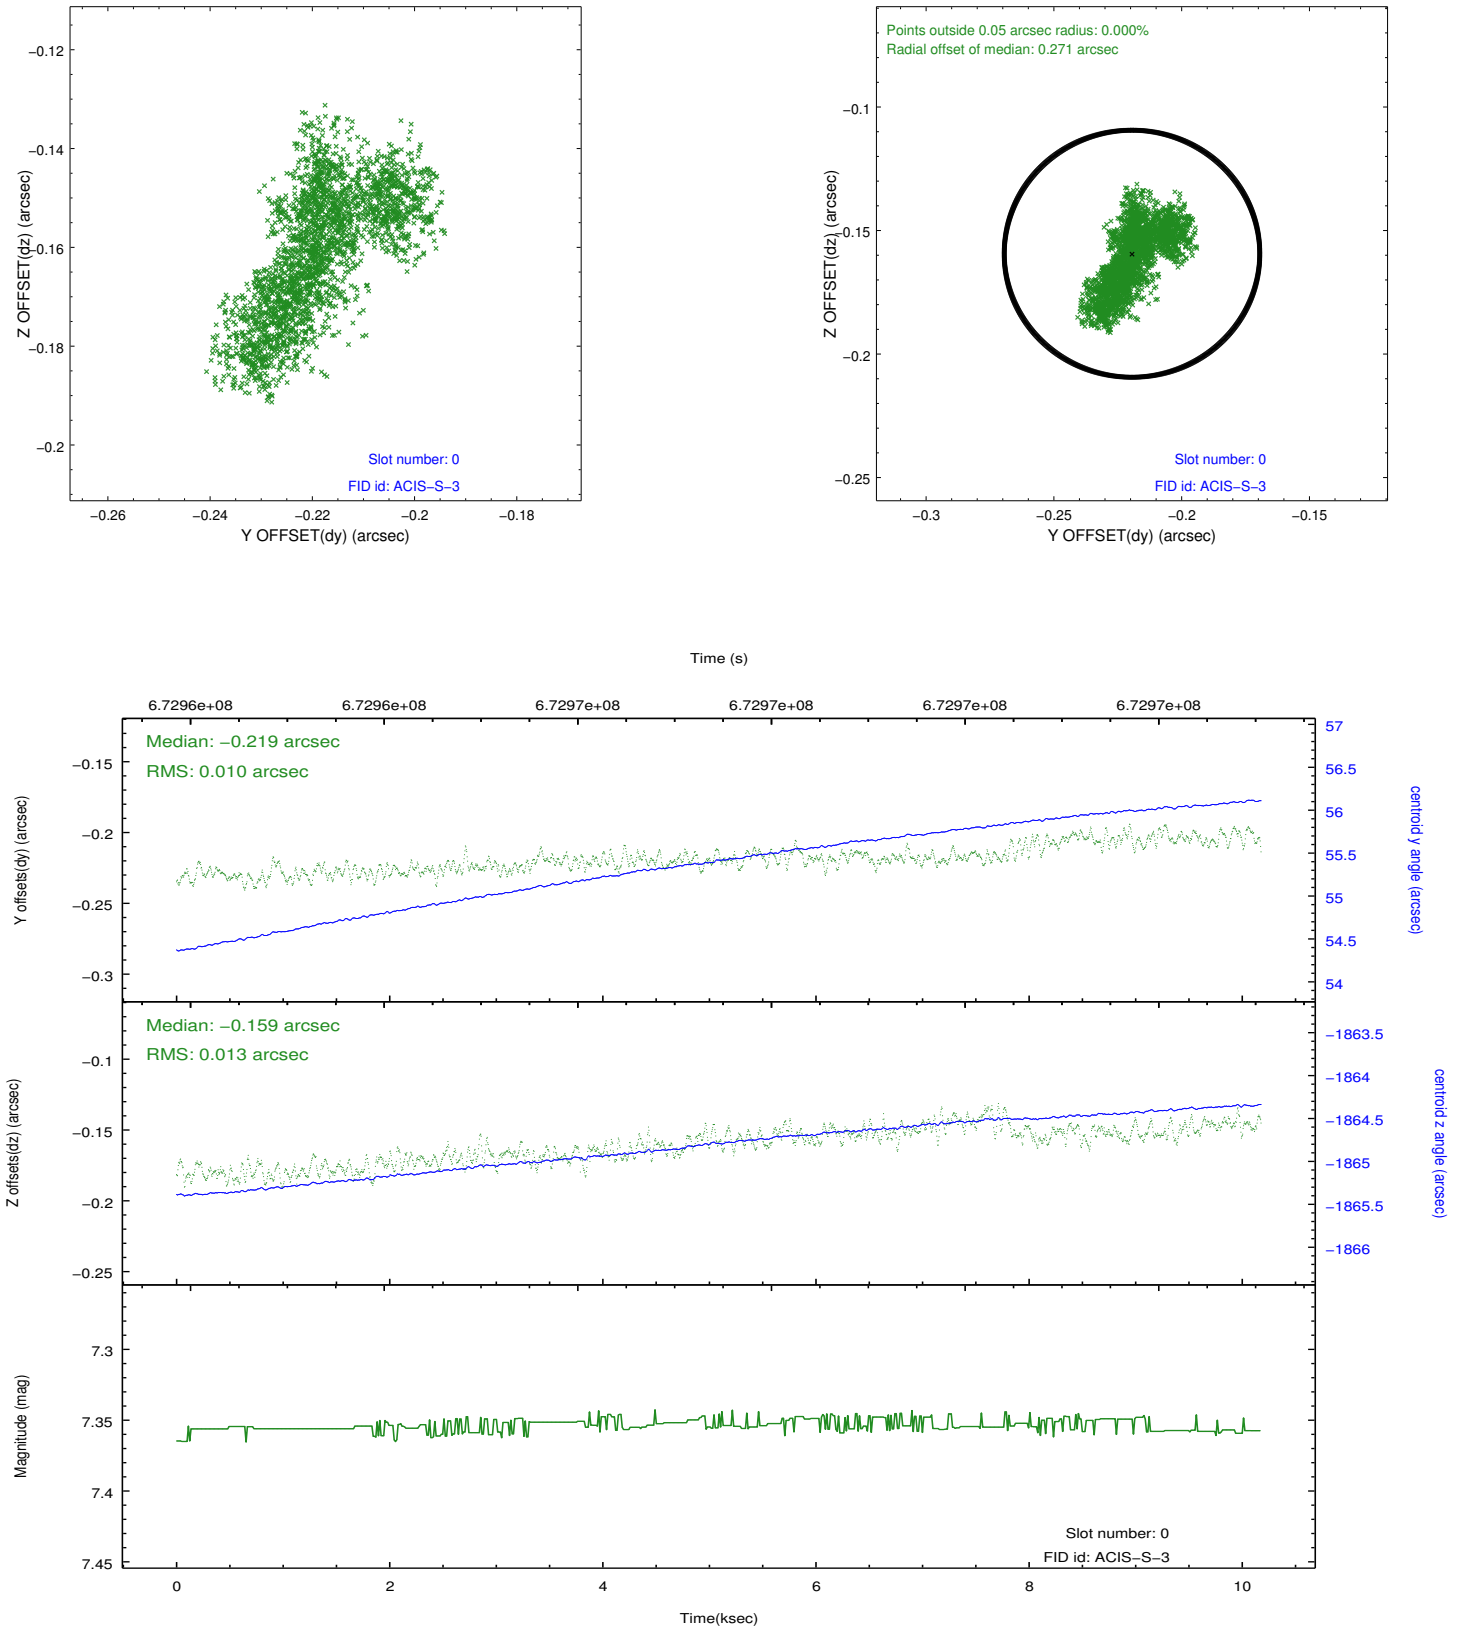 −0.12
−0.14
−0.16
−0.18
−0.2
Z OFFSET(dz) (arcsec)
Slot number: 0
FID id: ACIS−S−3
−0.26 −0.24 −0.22 −0.2 −0.18
Y OFFSET(dy) (arcsec)
Points outside 0.05 arcsec radius: 0.000%
Radial offset of median: 0.271 arcsec
−0.1
−0.15
−0.2
−0.25
Z OFFSET(dz) (arcsec)
Slot number: 0
FID id: ACIS−S−3
−0.3 −0.25 −0.2 −0.15
Y OFFSET(dy) (arcsec)
Time (s)
6.7296e+08 6.7296e+08 6.7297e+08 6.7297e+08 6.7297e+08 6.7297e+08
Median: −0.219 arcsec
RMS: 0.010 arcsec
−0.15
−0.2
−0.25
−0.3
Y offsets(dy) (arcsec)
57
56.5
56
55.5
55
54.5
54
centroid y angle (arcsec)
Median: −0.159 arcsec
RMS: 0.013 arcsec
−0.1
−0.15
−0.2
−0.25
Z offsets(dz) (arcsec)
−1863.5
−1864
−1864.5
−1865
−1865.5
−1866
centroid z angle (arcsec)
7.3
7.35
7.4
7.45
Magnitude (mag)
Slot number: 0
FID id: ACIS−S−3
0 2 4 6 8 10
Time(ksec)